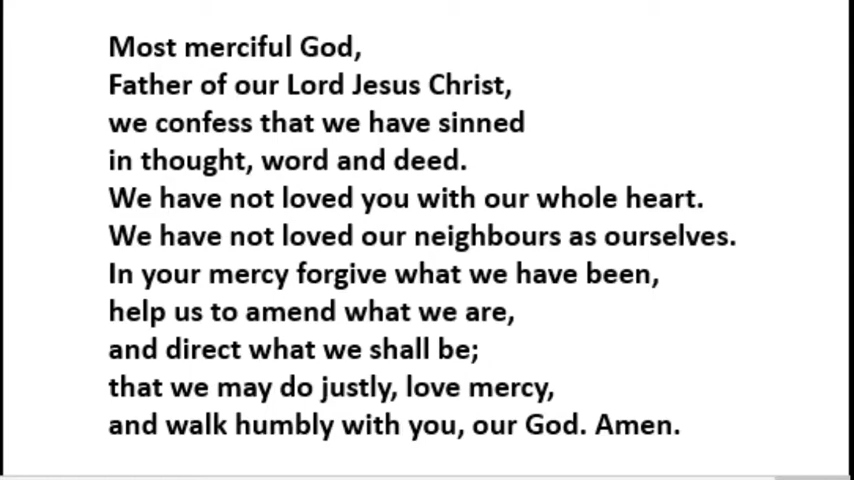 Most merciful God,
Father of our Lord Jesus Christ,
we confess that we have sinned
in thought, word and deed.
We have not loved you with our whole heart.
We have not loved our neighbours as ourselves.
In your mercy forgive what we have been,
help us to amend what we are,
and direct what we shall be;
that we may do justly, love mercy,
and walk humbly with you, our God. Amen.